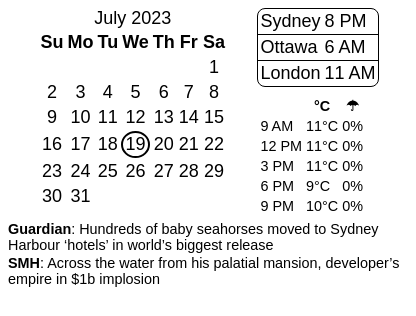 July 2023
Su Mo Tu We Th Fr Sa
1
2 3 4 5 6 7 8
9 10 11 12 13 14 15
16 17 18 19 20 21 22
23 24 25 26 27 28 29
30 31
Sydney 8 PM
Ottawa 6 AM
London 11 AM
°C ☂
9 AM 11°C 0%
12 PM 11°C 0%
3 PM 11°C 0%
6 PM 9°C 0%
9 PM 10°C 0%
Guardian: Hundreds of baby seahorses moved to Sydney
Harbour ‘hotels’ in world’s biggest release
SMH: Across the water from his palatial mansion, developer’s
empire in $1b implosion